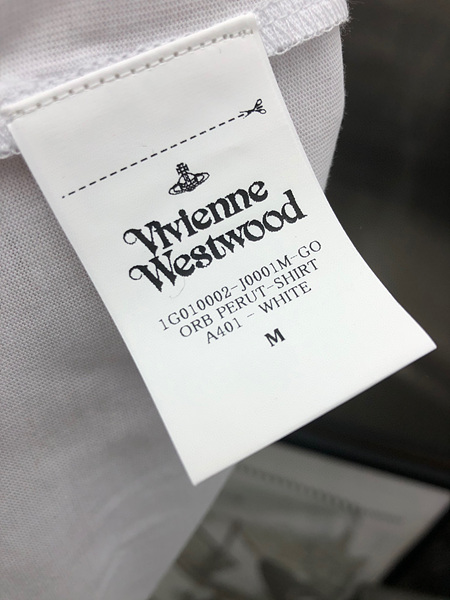 Vivienne
Westwood
1G010002-J0001M-GO
ORB PERUT-SHIRT
A401 - WHITE
M